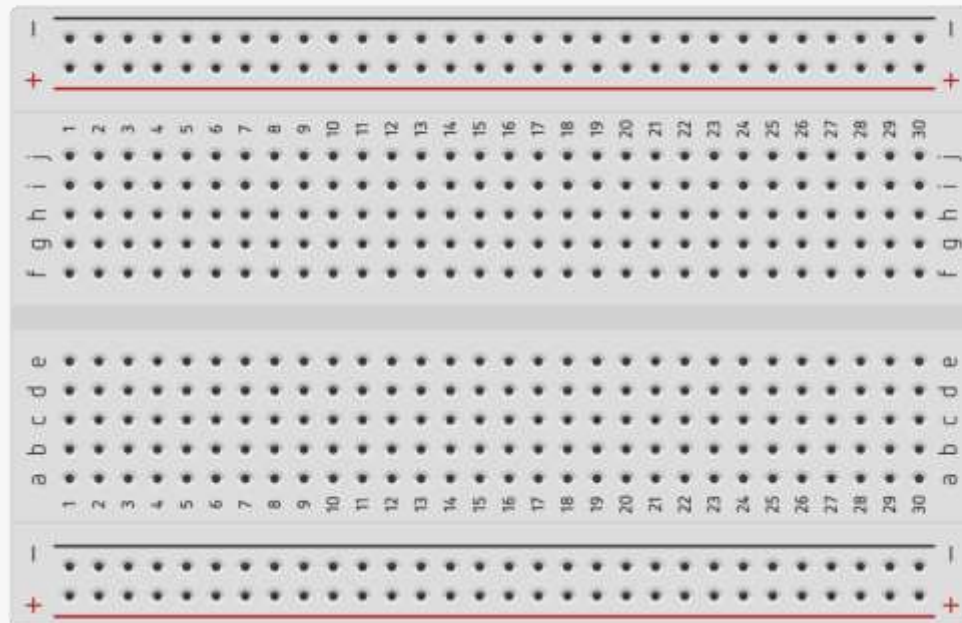 − −
+ +
1 2 3 4 5 6 7 8 9 10 11 12 13 14 15 16 17 18 19 20 21 22 23 24 25 26 27 28 29 30
j j
i i
h h
g g
f f
e e
d d
c c
b b
a a
1 2 3 4 5 6 7 8 9 10 11 12 13 14 15 16 17 18 19 20 21 22 23 24 25 26 27 28 29 30
− −
+ +